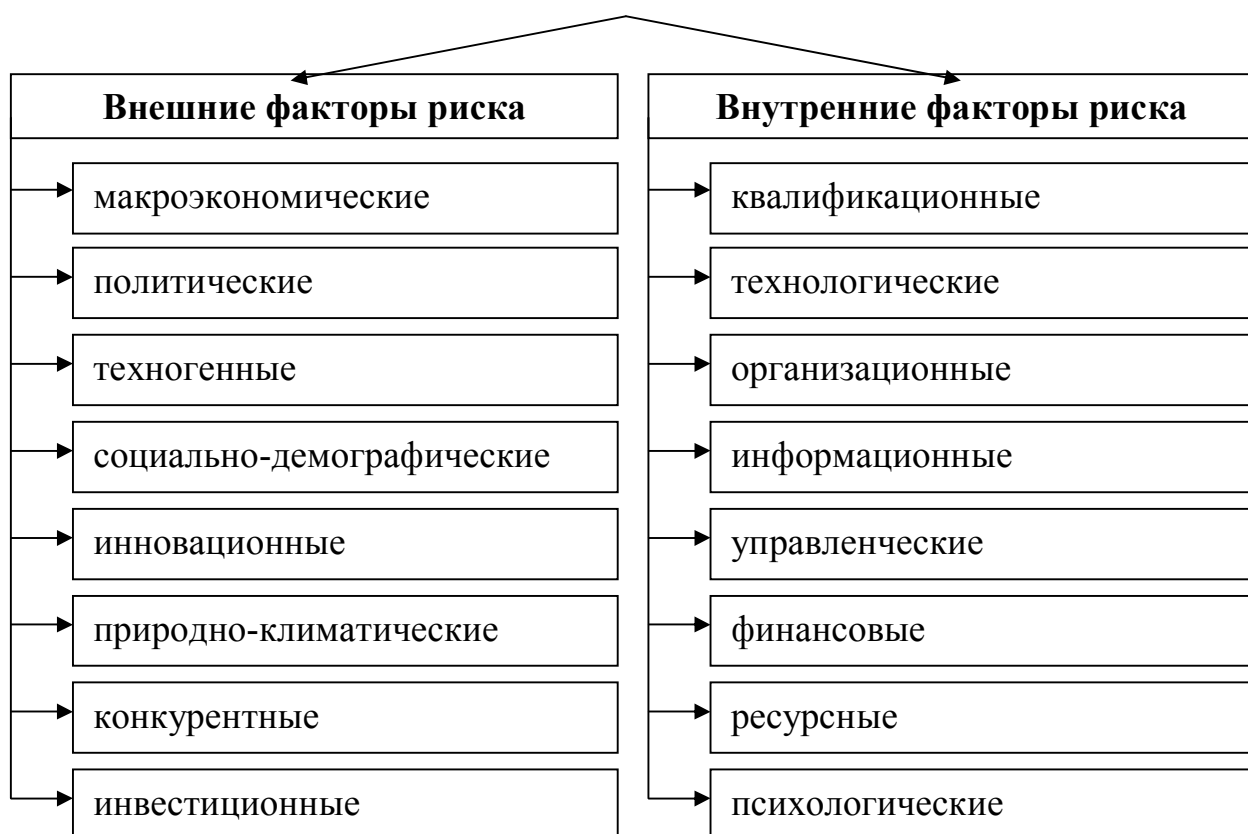 Внешние факторы риска
макроэкономические
политические
техногенные
социально-демографические
инновационные
природно-климатические
конкурентные
инвестиционные
Внутренние факторы риска
квалификационные
технологические
организационные
информационные
управленческие
финансовые
ресурсные
психологические